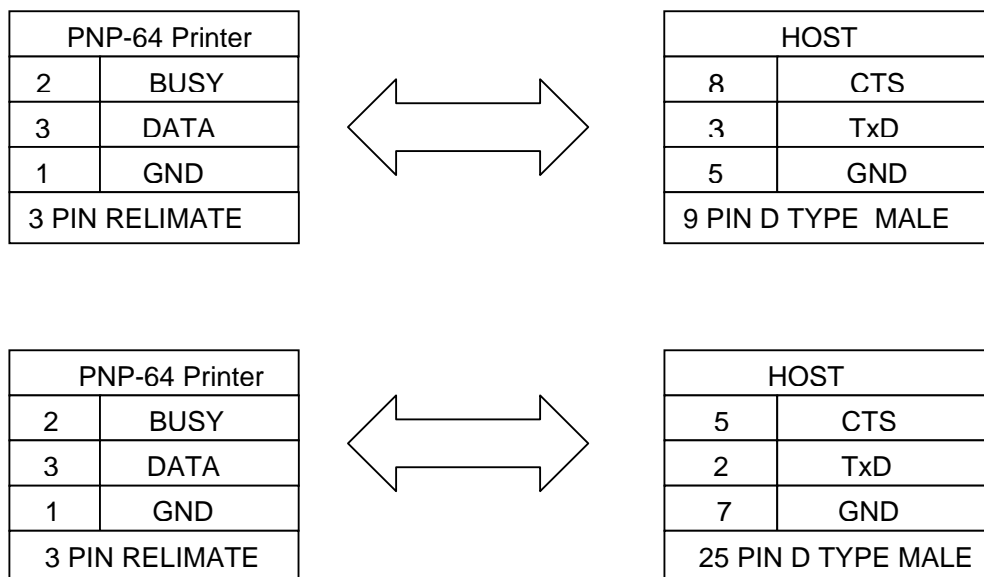 PNP-64 Printer
2 BUSY
3 DATA
1 GND
3 PIN RELIMATE
HOST
8 CTS
3 TxD
5 GND
9 PIN D TYPE MALE
PNP-64 Printer
2 BUSY
3 DATA
1 GND
3 PIN RELIMATE
HOST
5 CTS
2 TxD
7 GND
25 PIN D TYPE MALE